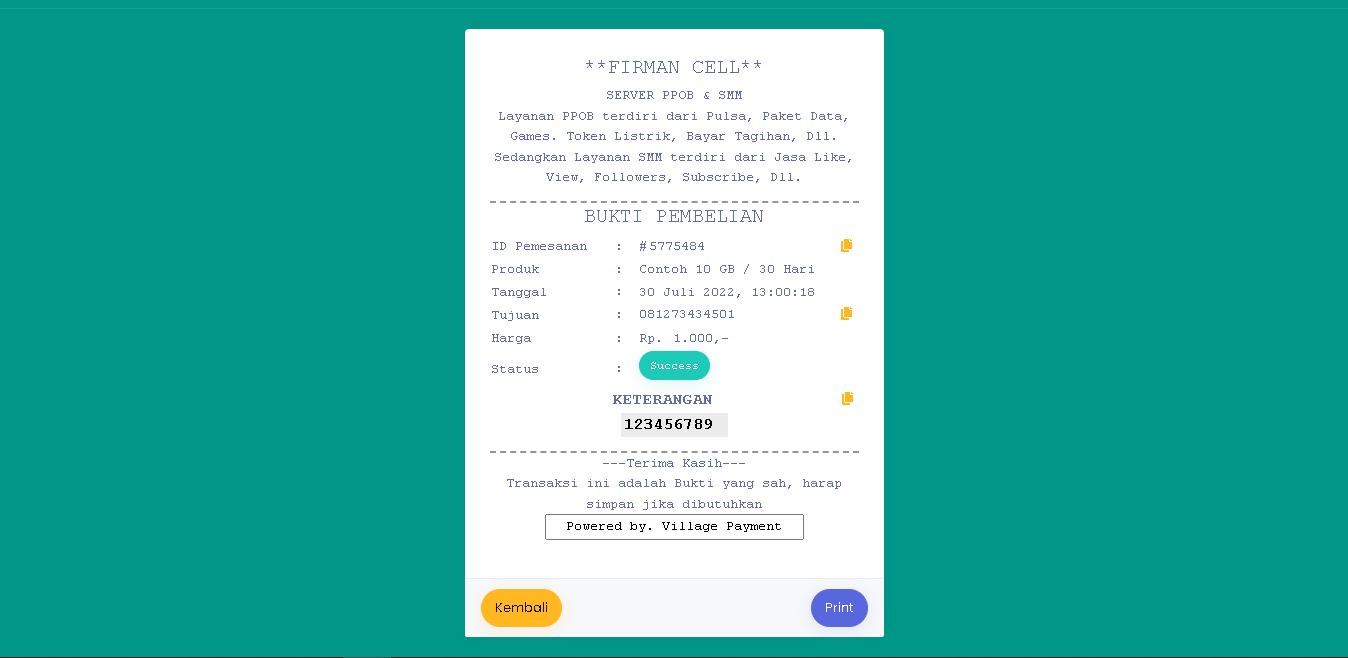 **FIRMAN CELL**
SERVER PPOB & SMM
Layanan PPOB terdiri dari Pulsa, Paket Data,
Games. Token Listrik, Bayar Tagihan, Dll.
Sedangkan Layanan SMM terdiri dari Jasa Like,
View, Followers, Subscribe, Dll.
BUKTI PEMBELIAN
ID Pemesanan : #5775484
Produk : Contoh 10 GB / 30 Hari
Tanggal : 30 Juli 2022, 13:00:18
Tujuan : 081273434501
Harga : Rp. 1.000,-
Status : Success
KETERANGAN
123456789
---Terima Kasih---
Transaksi ini adalah Bukti yang sah, harap
simpan jika dibutuhkan
Powered by. Village Payment
Kembali Print